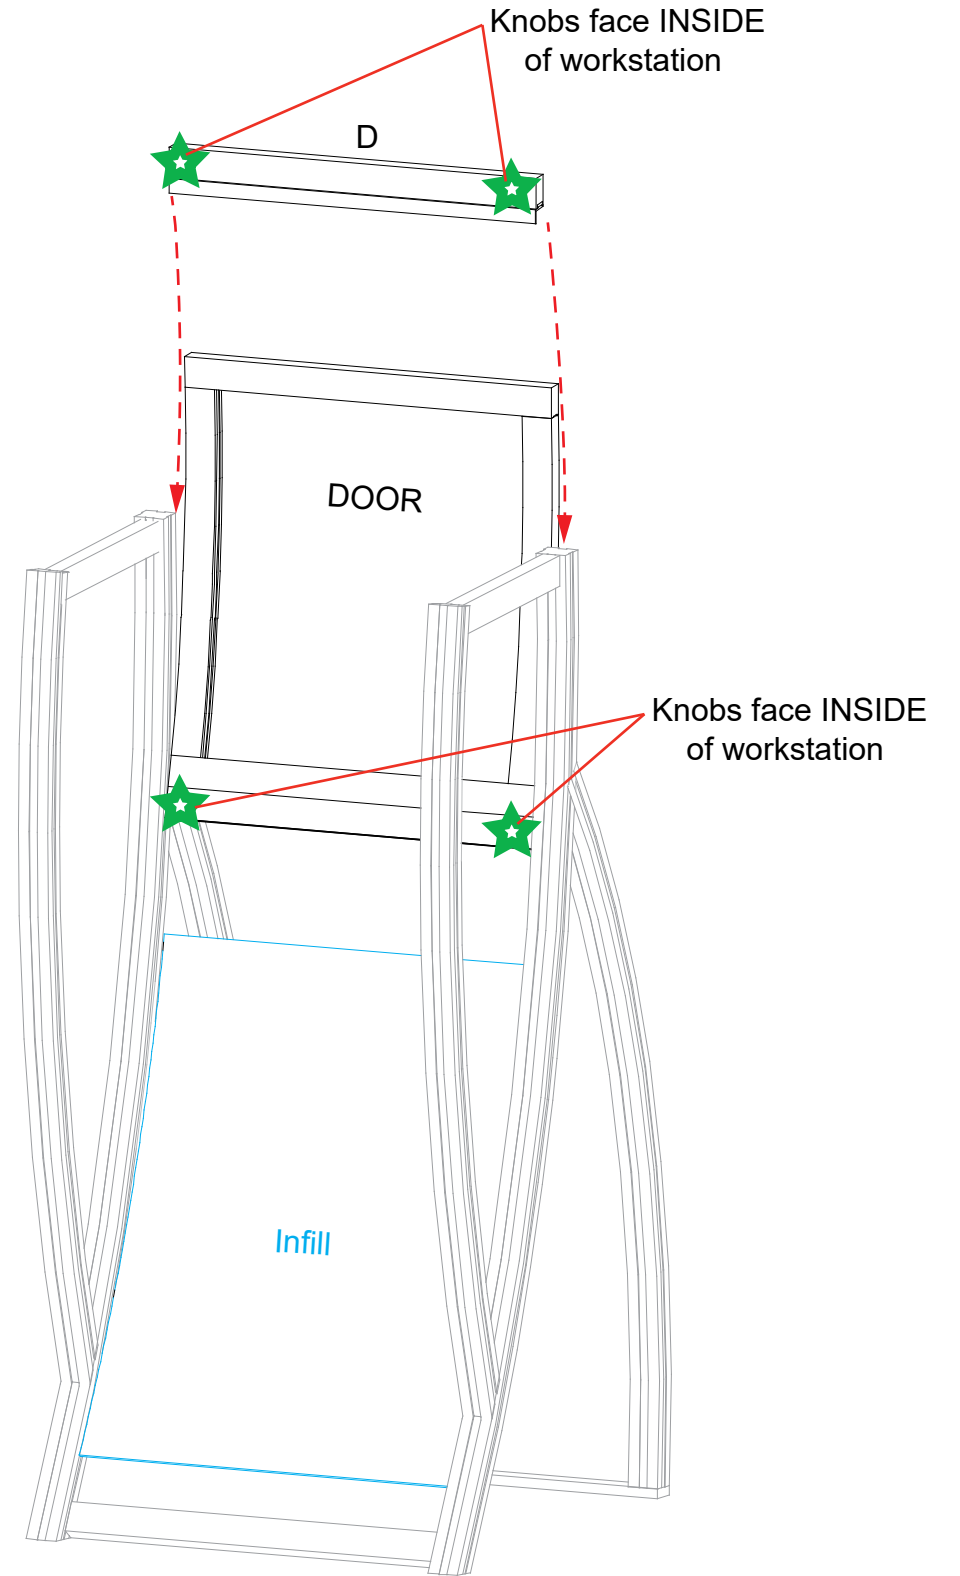 Knobs face INSIDE
of workstation
D
DOOR
Knobs face INSIDE
of workstation
Infill